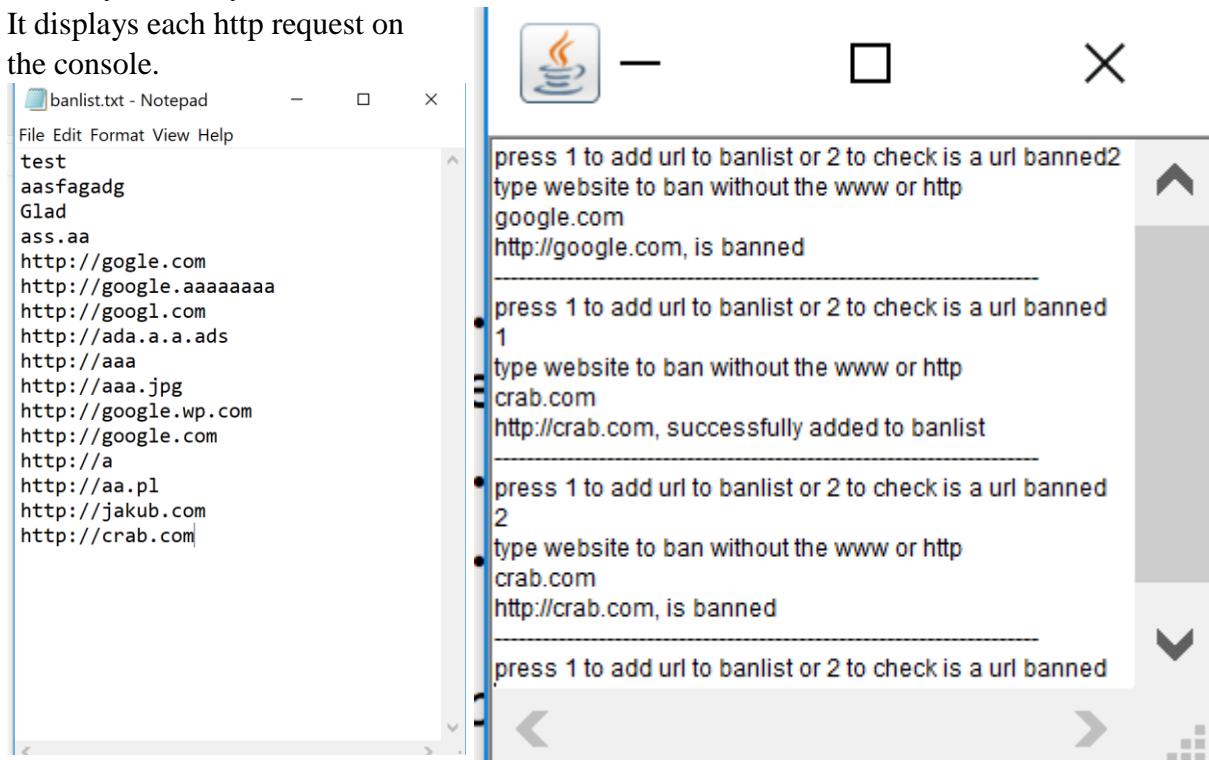 It displays each http request on
the console.
banlist.txt - Notepad
File Edit Format View Help
test
aasfagadg
Glad
ass.aa
http://gogle.com
http://google.aaaaaaaa
http://googl.com
http://ada.a.a.ads
http://aaa
http://aaa.jpg
http://google.wp.com
http://google.com
http://a
http://aa.pl
http://jakub.com
http://crab.com
press 1 to add url to banlist or 2 to check is a url banned2
type website to ban without the www or http
google.com
http://google.com, is banned
--------------------------------------------------------------------
press 1 to add url to banlist or 2 to check is a url banned
1
type website to ban without the www or http
crab.com
http://crab.com, successfully added to banlist
--------------------------------------------------------------------
press 1 to add url to banlist or 2 to check is a url banned
2
type website to ban without the www or http
crab.com
http://crab.com, is banned
--------------------------------------------------------------------
press 1 to add url to banlist or 2 to check is a url banned